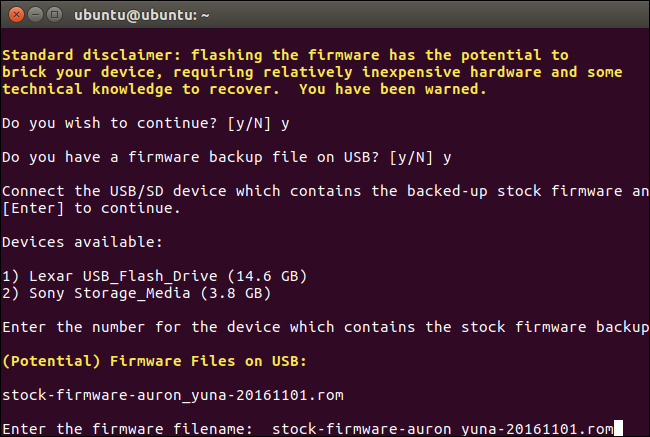 ubuntu@ubuntu: ~
Standard disclaimer: flashing the firmware has the potential to
brick your device, requiring relatively inexpensive hardware and some
technical knowledge to recover.  You have been warned.
Do you wish to continue? [y/N] y
Do you have a firmware backup file on USB? [y/N] y
Connect the USB/SD device which contains the backed-up stock firmware an
[Enter] to continue.
Devices available:
1) Lexar USB_Flash_Drive (14.6 GB)
2) Sony Storage_Media (3.8 GB)
Enter the number for the device which contains the stock firmware backup
(Potential) Firmware Files on USB:
stock-firmware-auron_yuna-20161101.rom
Enter the firmware filename:  stock-firmware-auron_yuna-20161101.rom